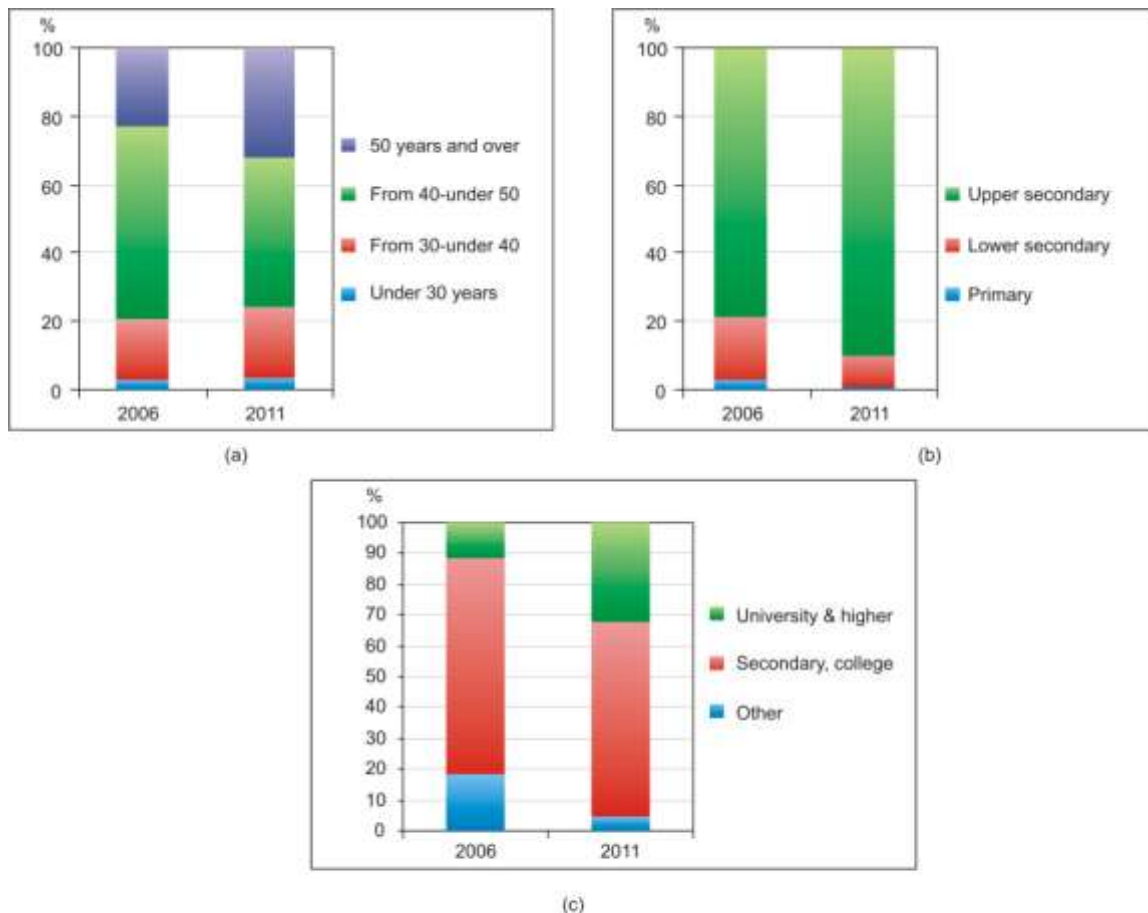 %
100
80
60
40
20
0
2006 2011
50 years and over
From 40-under 50
From 30-under 40
Under 30 years
(a)
%
100
80
60
40
20
0
2006 2011
Upper secondary
Lower secondary
Primary
(b)
%
100
90
80
70
60
50
40
30
20
10
0
2006 2011
University & higher
Secondary, college
Other
(c)